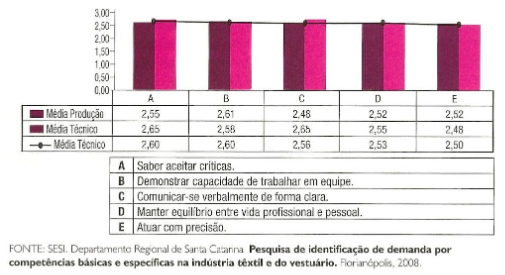 3,00
2,50
2,00
1,50
1,00
0,50
0,00
A B C D E
Média Produção 2,55 2,61 2,48 2,52 2,52
Média Técnico 2,65 2,58 2,65 2,55 2,48
Média Técnico 2,60 2,60 2,56 2,53 2,50
A Sabor aceitar críticas.
B Demonstrar capacidade de trabalhar em equipe.
C Comunicar-se verbalmente de forma clara.
D Manter equilíbrio entre vida profissional e pessoal.
E Atuar com precisão.
FONTE: SESI. Departamento Regional de Santa Catarina. Pesquisa de identificação de demanda por
competências básicas e específicas na indústria têxtil e do vestuário. Florianópolis, 2008.